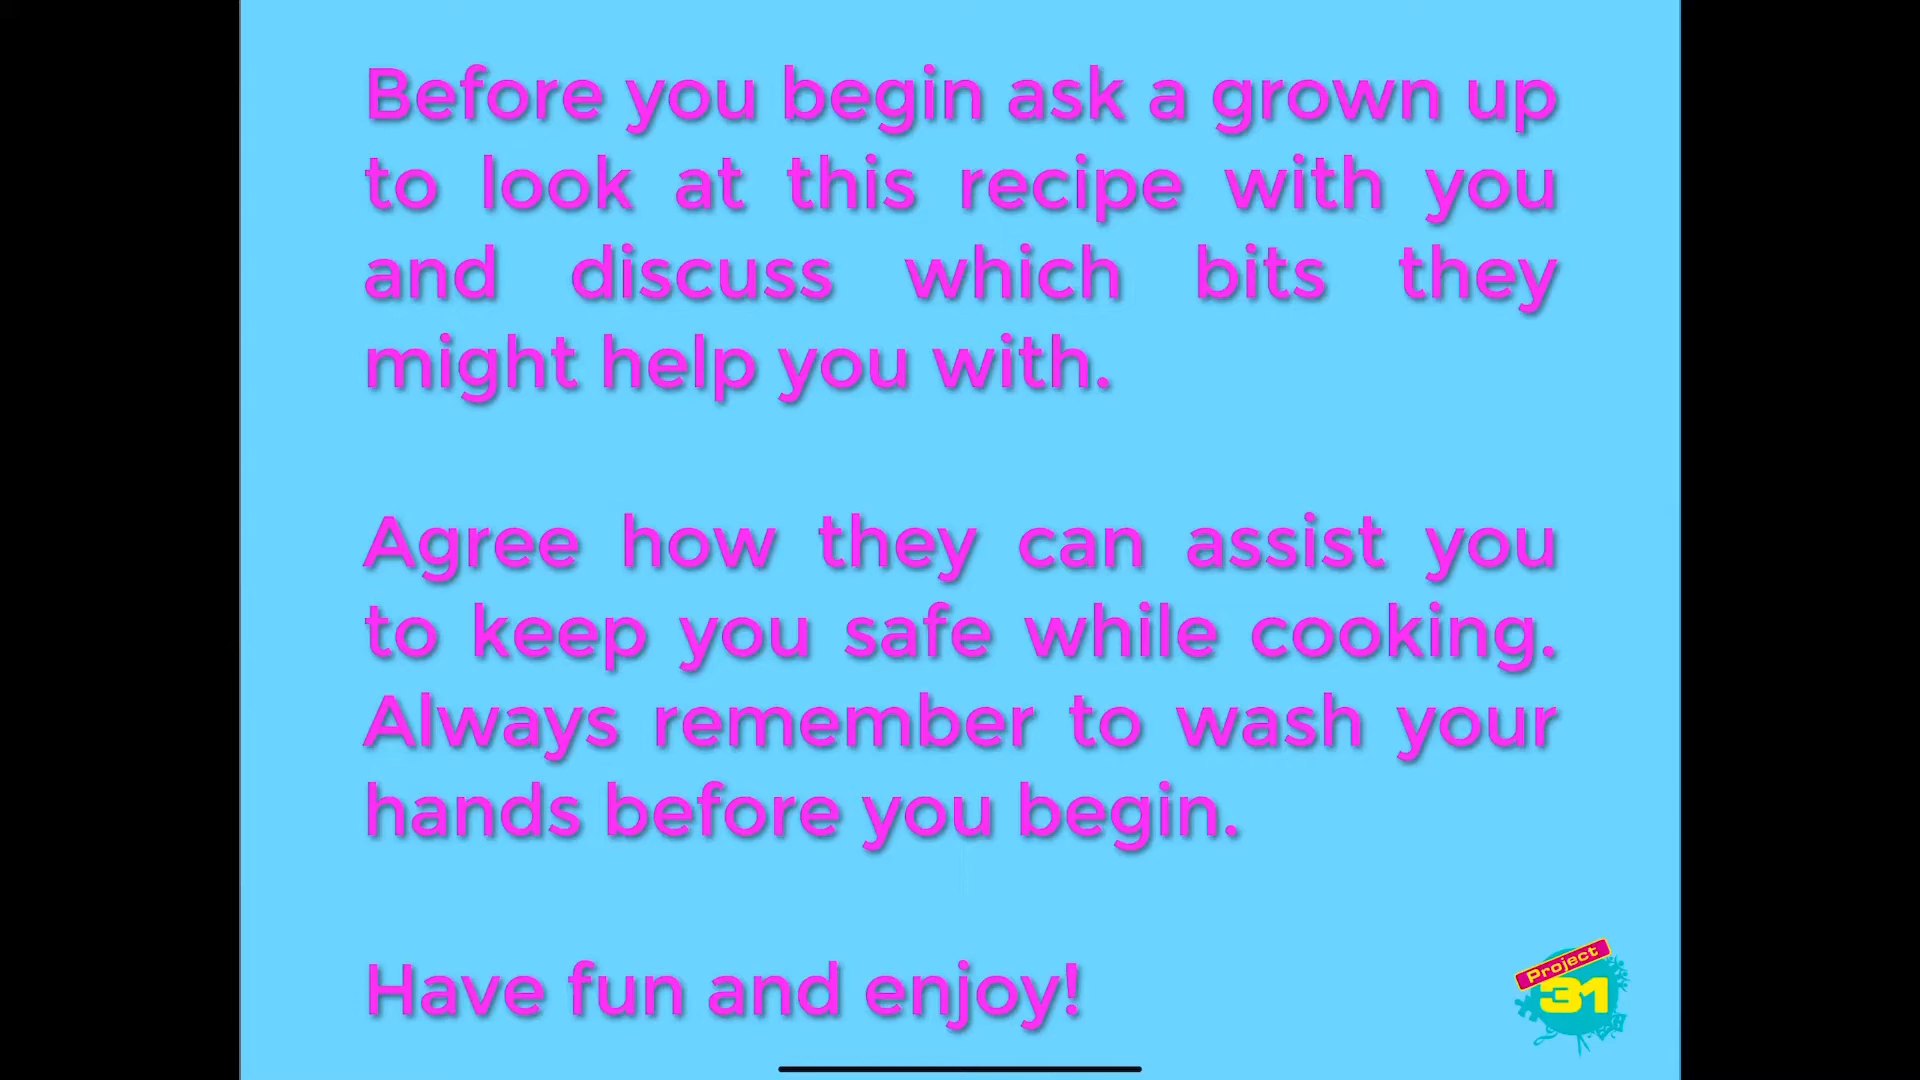 Before you begin ask a grown up
to look at this recipe with you
and discuss which bits they
might help you with.
Agree how they can assist you
to keep you safe while cooking.
Always remember to wash your
hands before you begin.
Have fun and enjoy!
Project
31